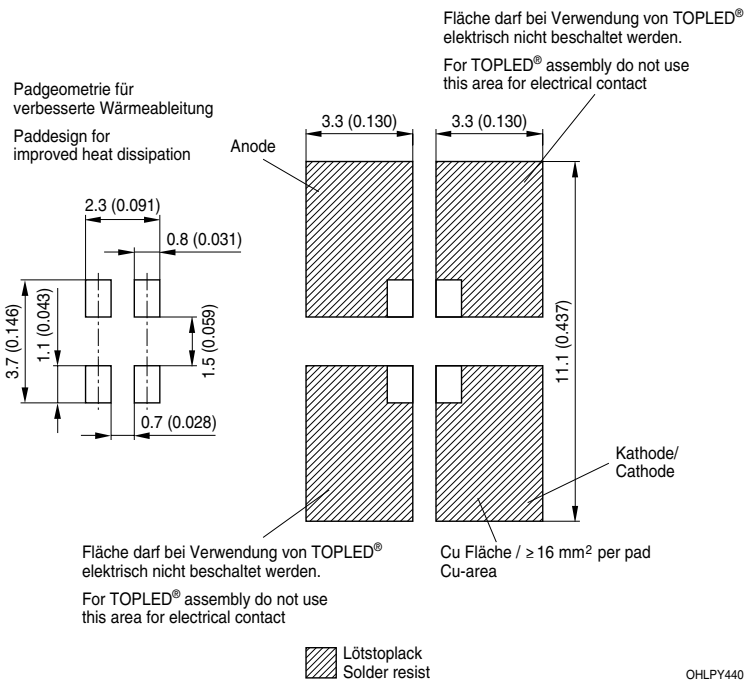 Fläche darf bei Verwendung von TOPLED®
elektrisch nicht beschaltet werden.
For TOPLED® assembly do not use
this area for electrical contact
Padgeometrie für
verbesserte Wärmeableitung
Paddesign for
improved heat dissipation
Anode
3.3 (0.130)
3.3 (0.130)
2.3 (0.091)
0.8 (0.031)
3.7 (0.146)
1.1 (0.043)
1.5 (0.059)
11.1 (0.437)
0.7 (0.028)
Kathode/
Cathode
Fläche darf bei Verwendung von TOPLED®
elektrisch nicht beschaltet werden.
For TOPLED® assembly do not use
this area for electrical contact
Cu Fläche / ≥ 16 mm² per pad
Cu-area
Lötstoplack
Solder resist
OHLPY440